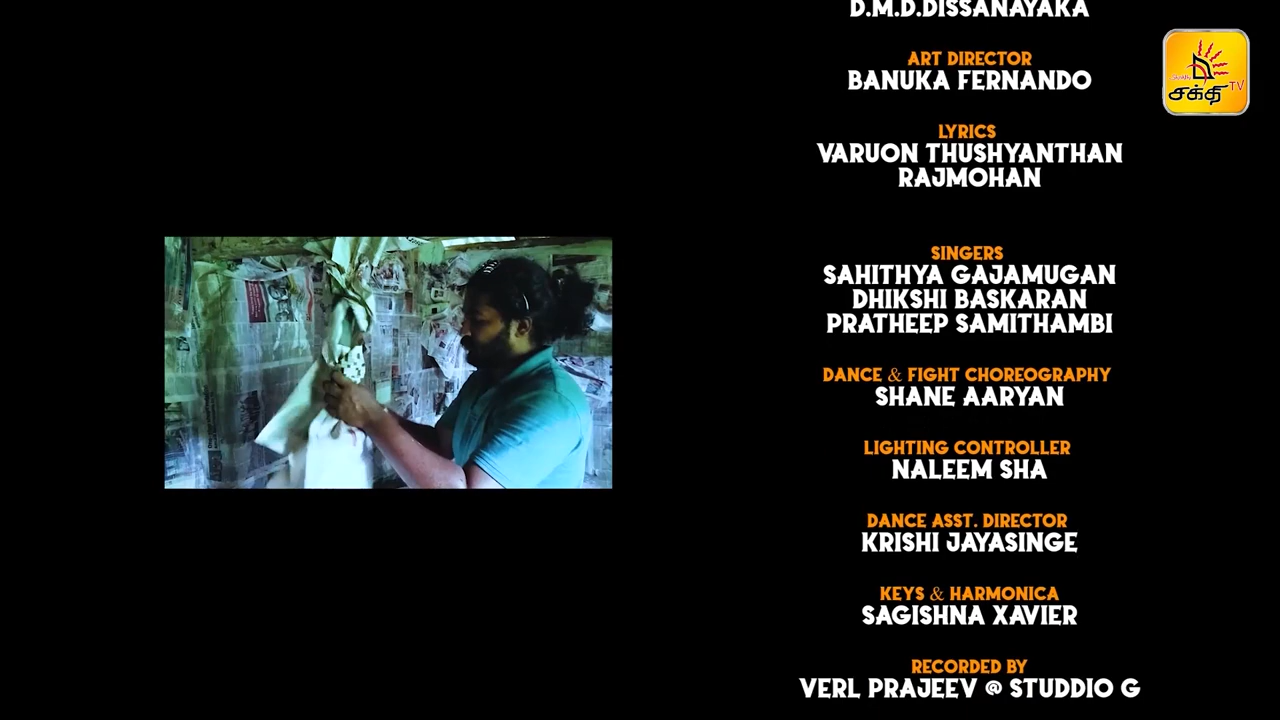 D.M.D.DISSANAYAKA
ART DIRECTOR
BANUKA FERNANDO
LYRICS
VARUON THUSHYANTHAN
RAJMOHAN
SINGERS
SAHITHYA GAJAMUGAN
DHIKSHI BASKARAN
PRATHEEP SAMITHAMBI
DANCE & FIGHT CHOREOGRAPHY
SHANE AARYAN
LIGHTING CONTROLLER
NALEEM SHA
DANCE ASST. DIRECTOR
KRISHI JAYASINGE
KEYS & HARMONICA
SAGISHNA XAVIER
RECORDED BY
VERL PRAJEEV @ STUDDIO G
சக்தி TV